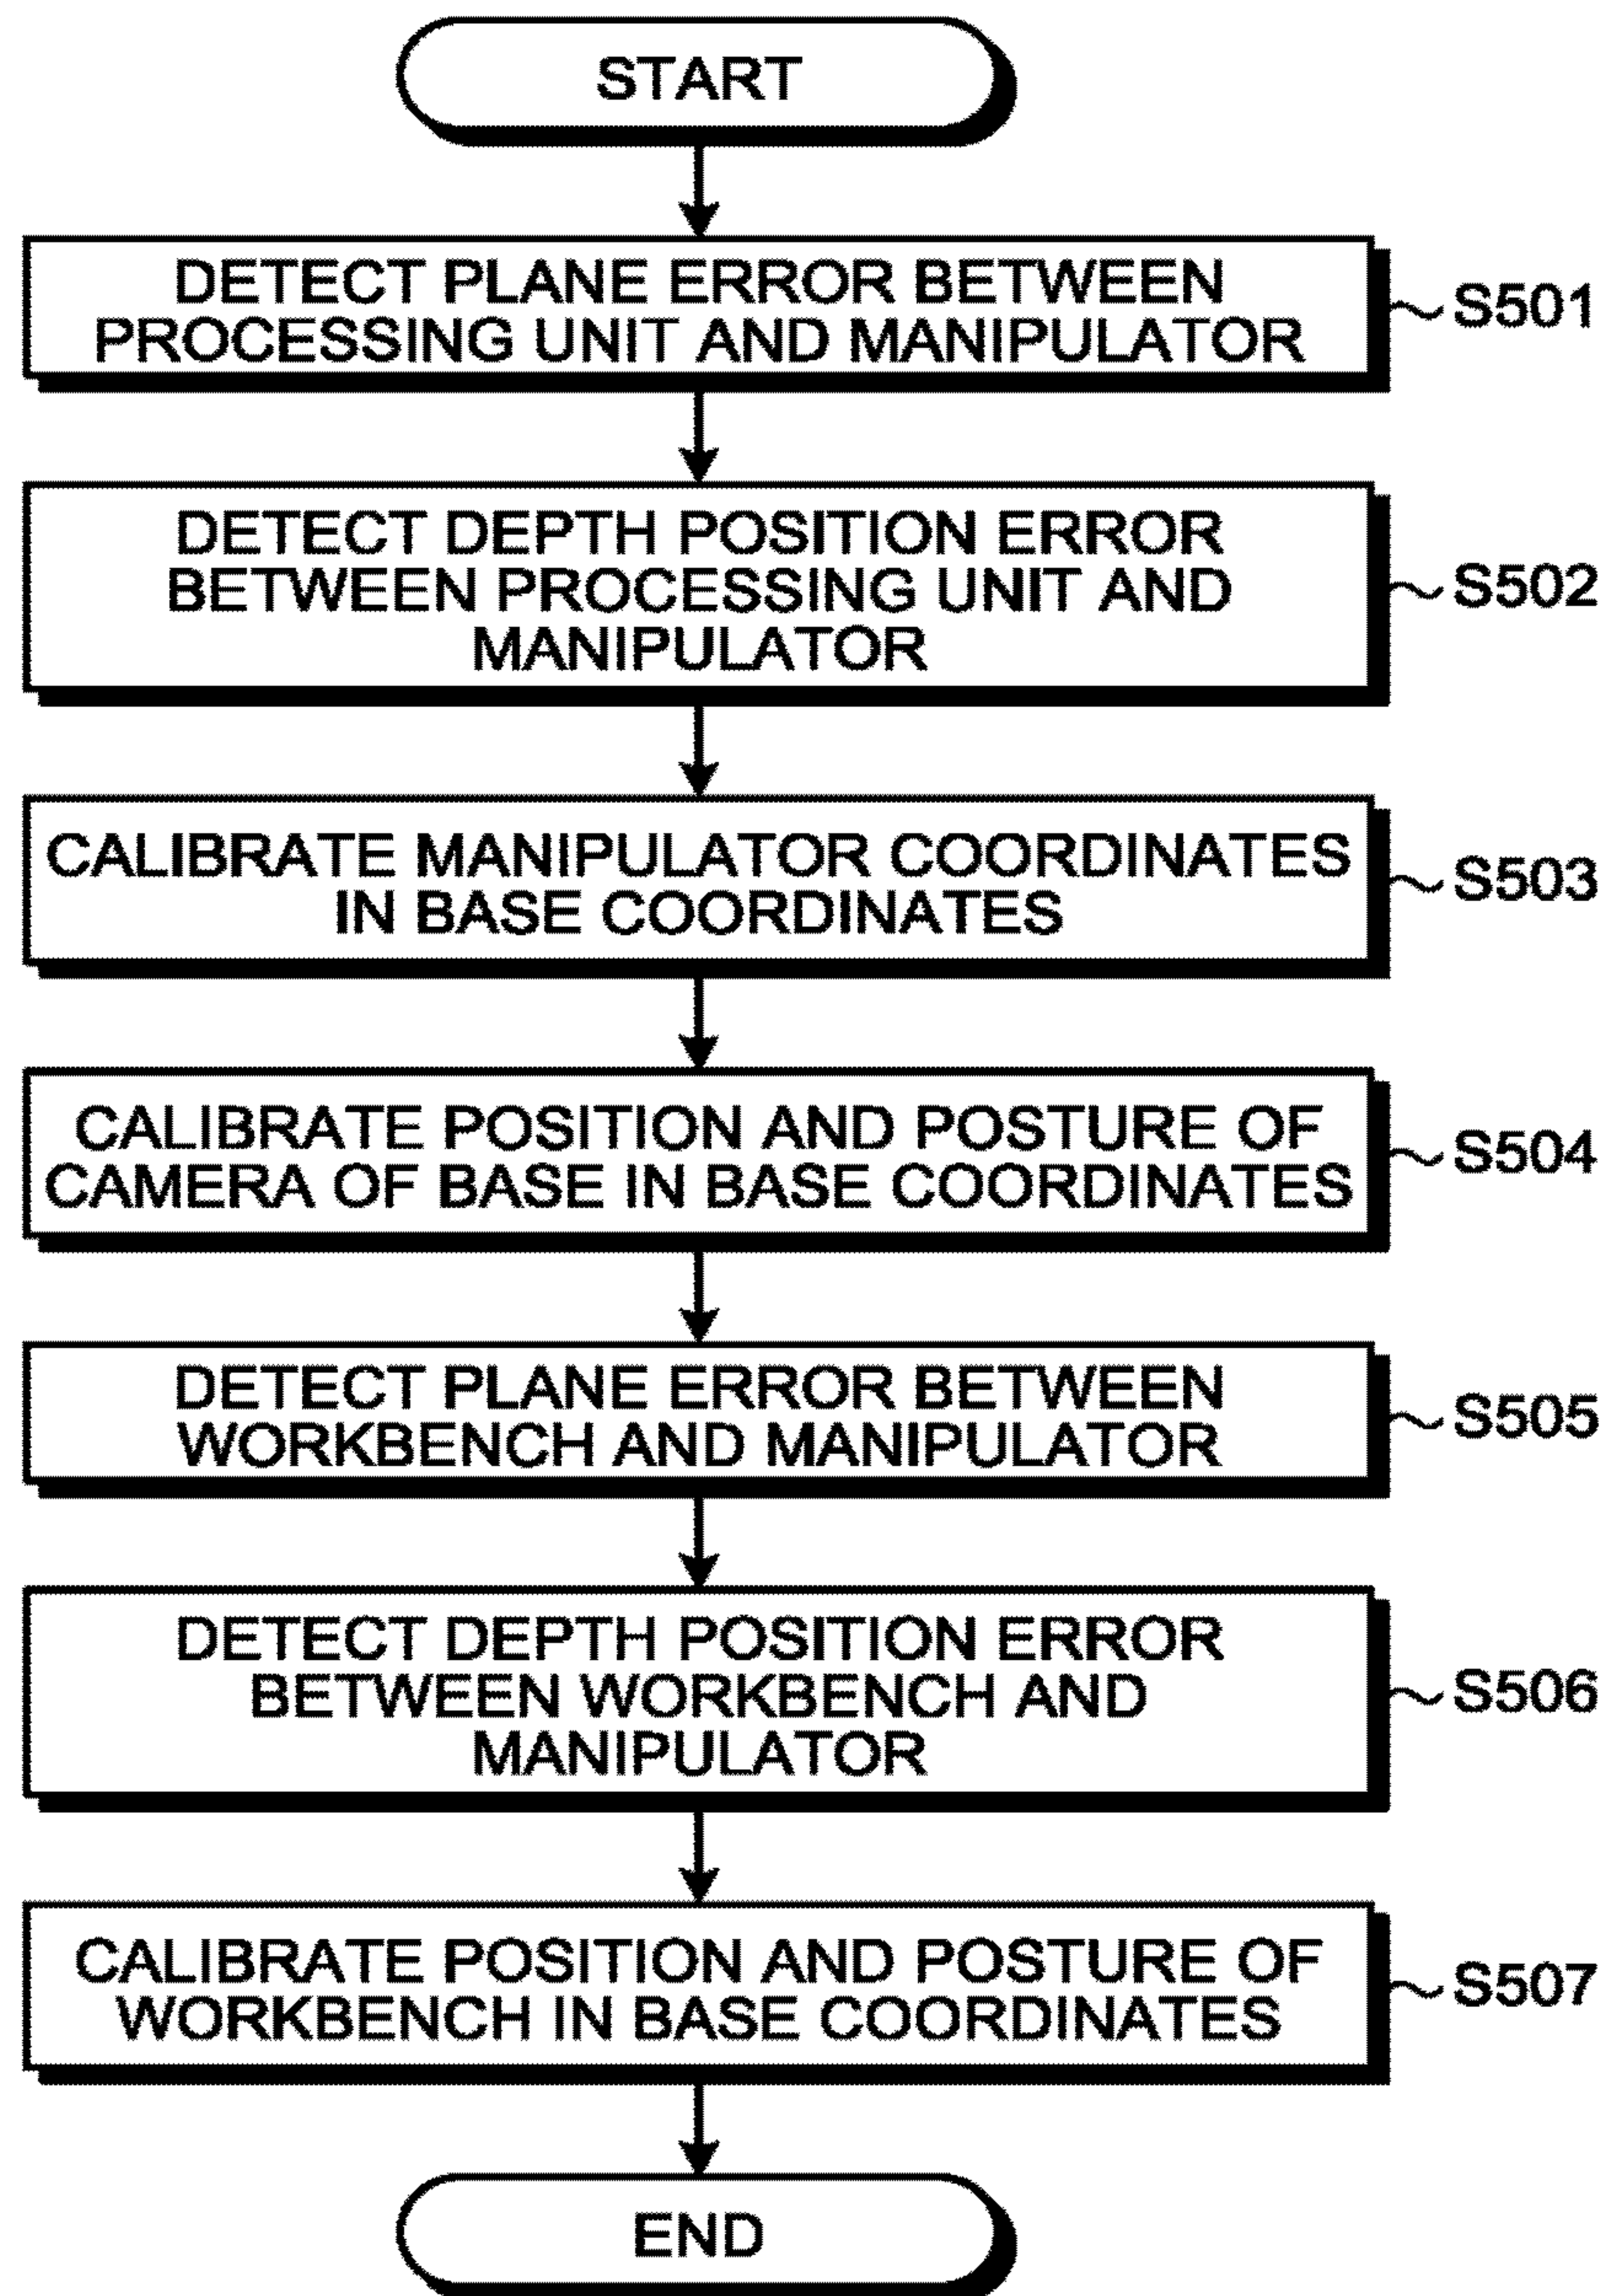 START
DETECT PLANE ERROR BETWEEN
PROCESSING UNIT AND MANIPULATOR
S501
DETECT DEPTH POSITION ERROR
BETWEEN PROCESSING UNIT AND
MANIPULATOR
S502
CALIBRATE MANIPULATOR COORDINATES
IN BASE COORDINATES
S503
CALIBRATE POSITION AND POSTURE OF
CAMERA OF BASE IN BASE COORDINATES
S504
DETECT PLANE ERROR BETWEEN
WORKBENCH AND MANIPULATOR
S505
DETECT DEPTH POSITION ERROR
BETWEEN WORKBENCH AND
MANIPULATOR
S506
CALIBRATE POSITION AND POSTURE OF
WORKBENCH IN BASE COORDINATES
S507
END